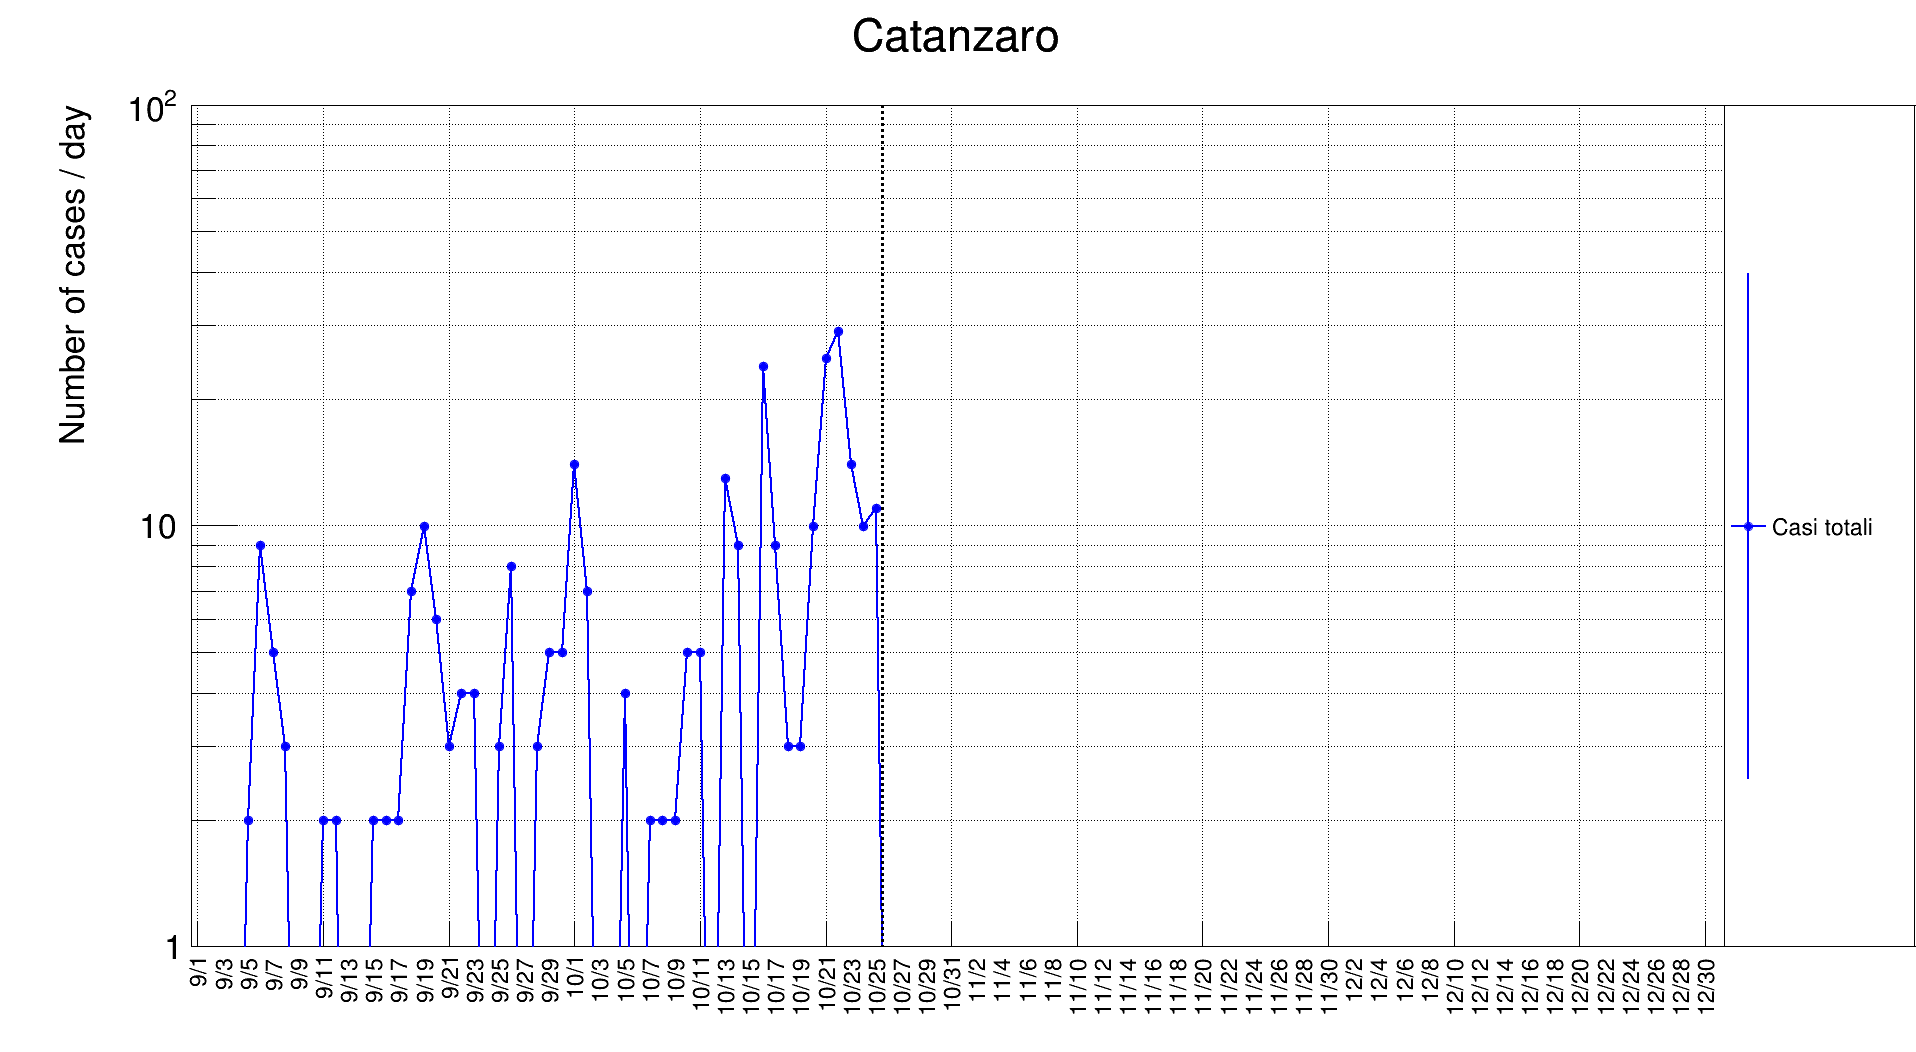 Catanzaro
Number of cases / day
10²
10
1
Casi totali
9/1 9/3 9/5 9/7 9/9 9/11 9/13 9/15 9/17 9/19 9/21 9/23 9/25 9/27 9/29 10/1 10/3 10/5 10/7 10/9 10/11 10/13 10/15 10/17 10/19 10/21 10/23 10/25 10/27 10/29 10/31 11/2 11/4 11/6 11/8 11/10 11/12 11/14 11/16 11/18 11/20 11/22 11/24 11/26 11/28 11/30 12/2 12/4 12/6 12/8 12/10 12/12 12/14 12/16 12/18 12/20 12/22 12/24 12/26 12/28 12/30